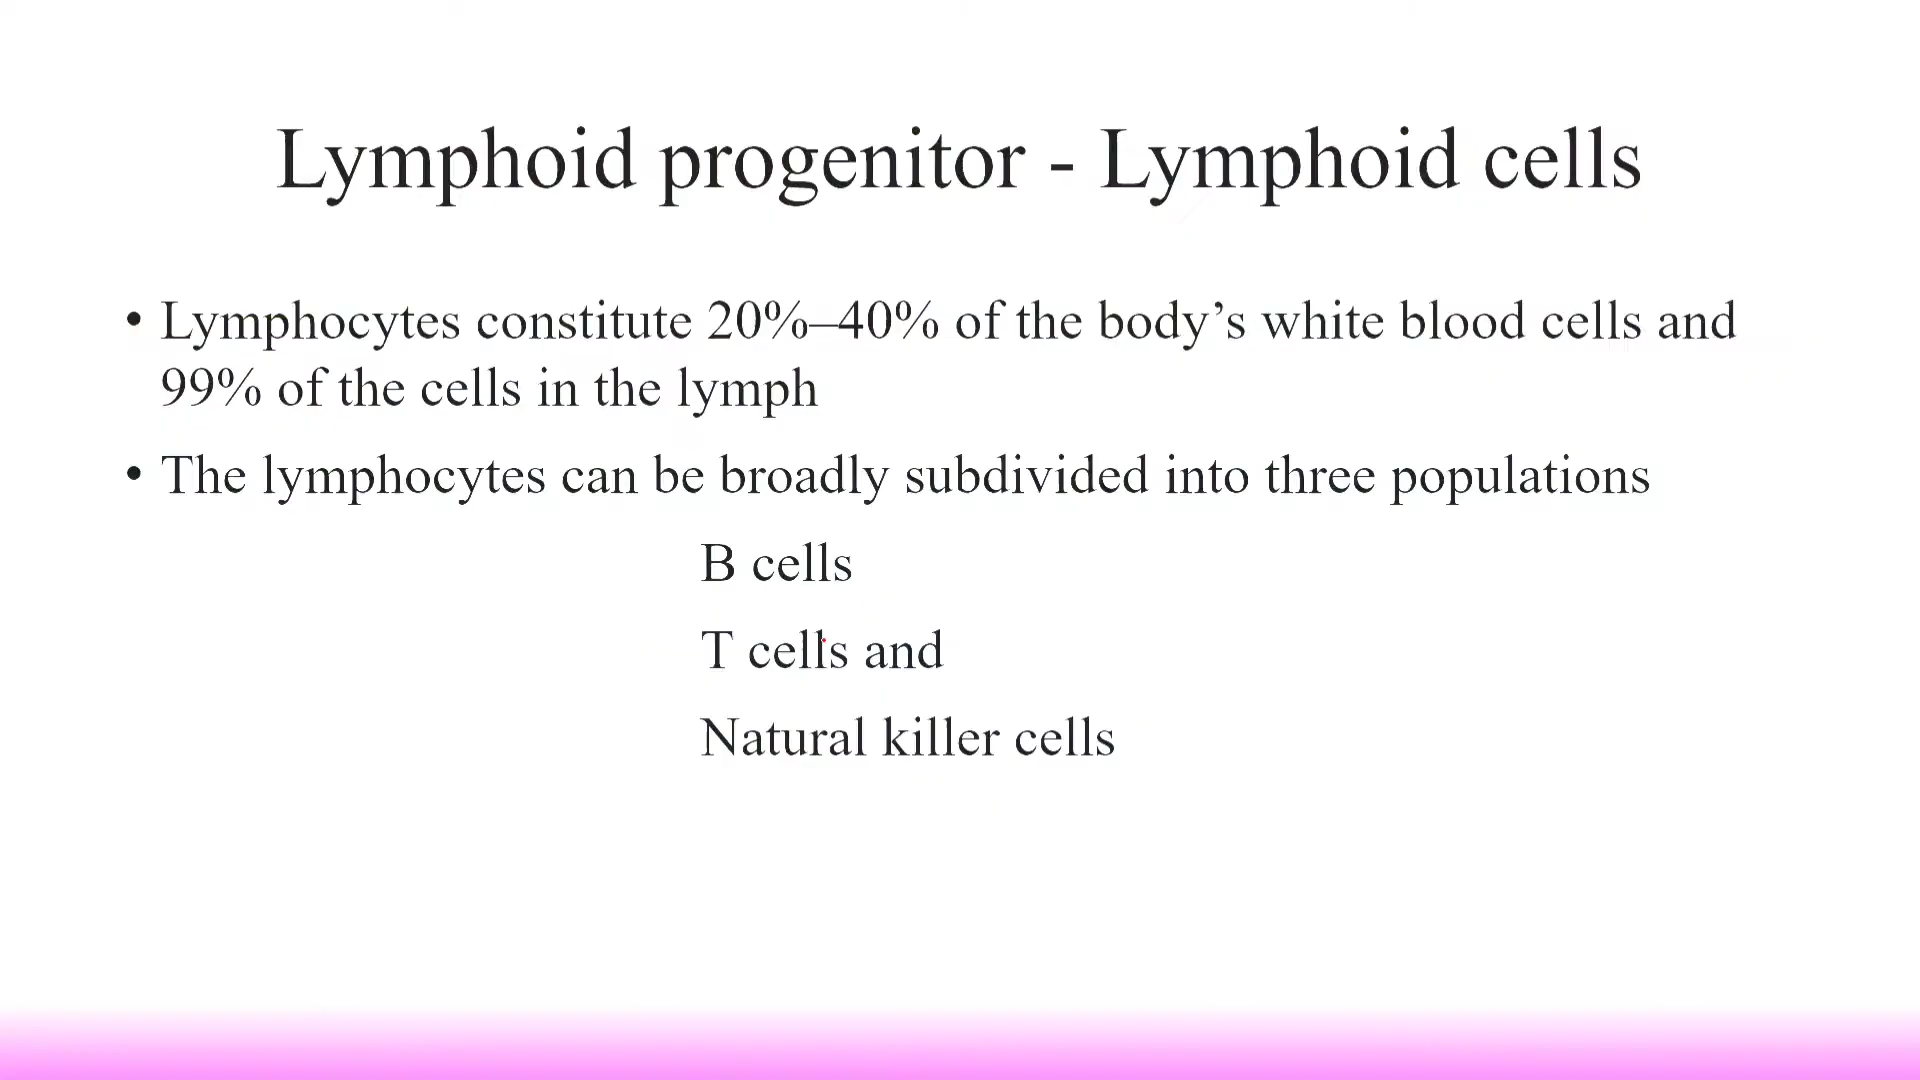 Lymphoid progenitor - Lymphoid cells
• Lymphocytes constitute 20%–40% of the body’s white blood cells and
99% of the cells in the lymph
• The lymphocytes can be broadly subdivided into three populations
B cells
T cells and
Natural killer cells